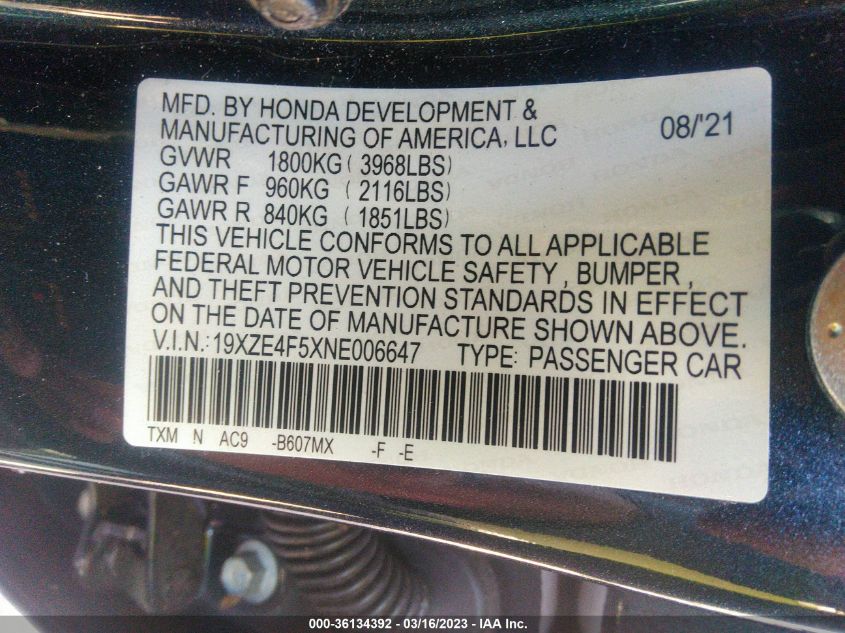 MFD. BY HONDA DEVELOPMENT &
MANUFACTURING OF AMERICA, LLC 08/'21
GVWR 1800KG ( 3968LBS)
GAWR F 960KG ( 2116LBS)
GAWR R 840KG ( 1851LBS)
THIS VEHICLE CONFORMS TO ALL APPLICABLE
FEDERAL MOTOR VEHICLE SAFETY, BUMPER,
AND THEFT PREVENTION STANDARDS IN EFFECT
ON THE DATE OF MANUFACTURE SHOWN ABOVE.
V.I.N.:19XZE4F5XNE006647 TYPE: PASSENGER CAR
TXM N AC9 -B607MX -F -E
000-36134392 - 03/16/2023 - IAA Inc.